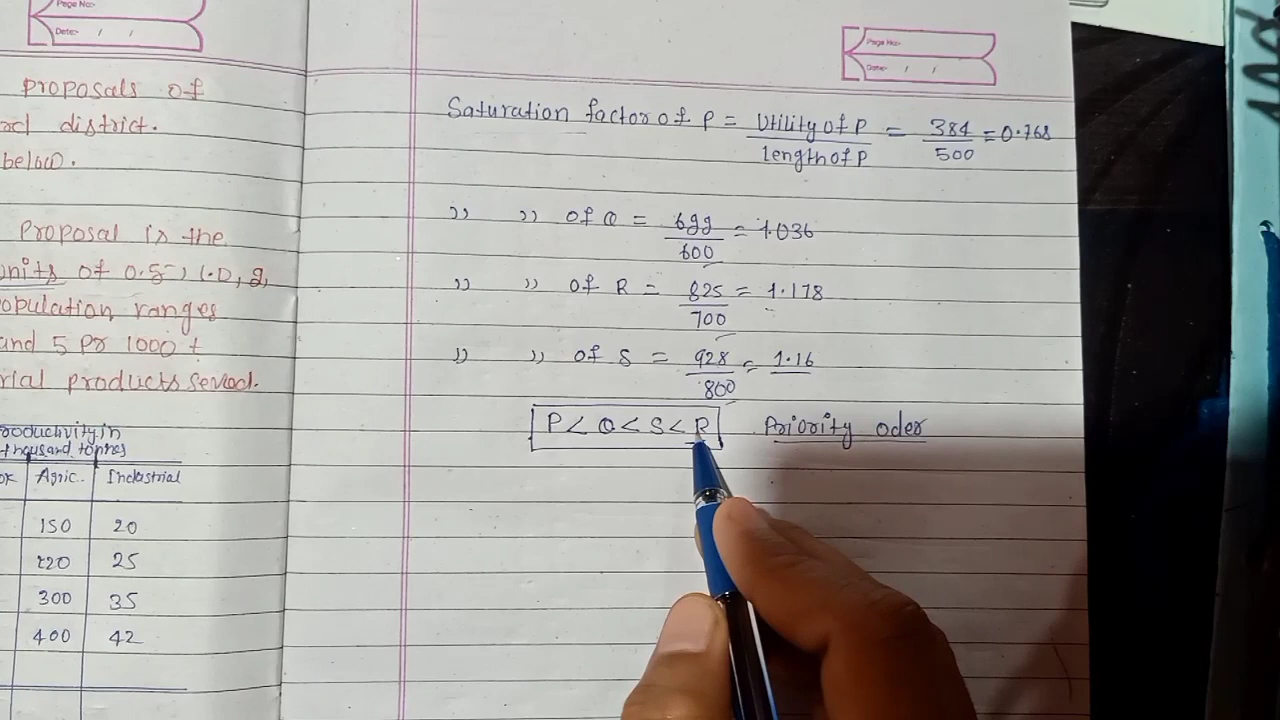 Page No:-
Date:- / /
Proposals of
district.
below.
Proposal is the
units of 0.5, 1.0, 2,
opulation ranges
and 5 Pr 1000 t
rial products served.
roductivity in
thousand tonnes
Agric.. Industrial
150 20
220 25
300 35
400 42
Page No:-
Date:- / /
Saturation factor of P = Utility of P / length of P = 384 / 500 = 0.768
,, ,, of Q = 622 / 600 = 1.036
,, ,, of R = 825 / 700 = 1.178
,, ,, of S = 928 / 800 = 1.16
P < Q < S < R Priority oder